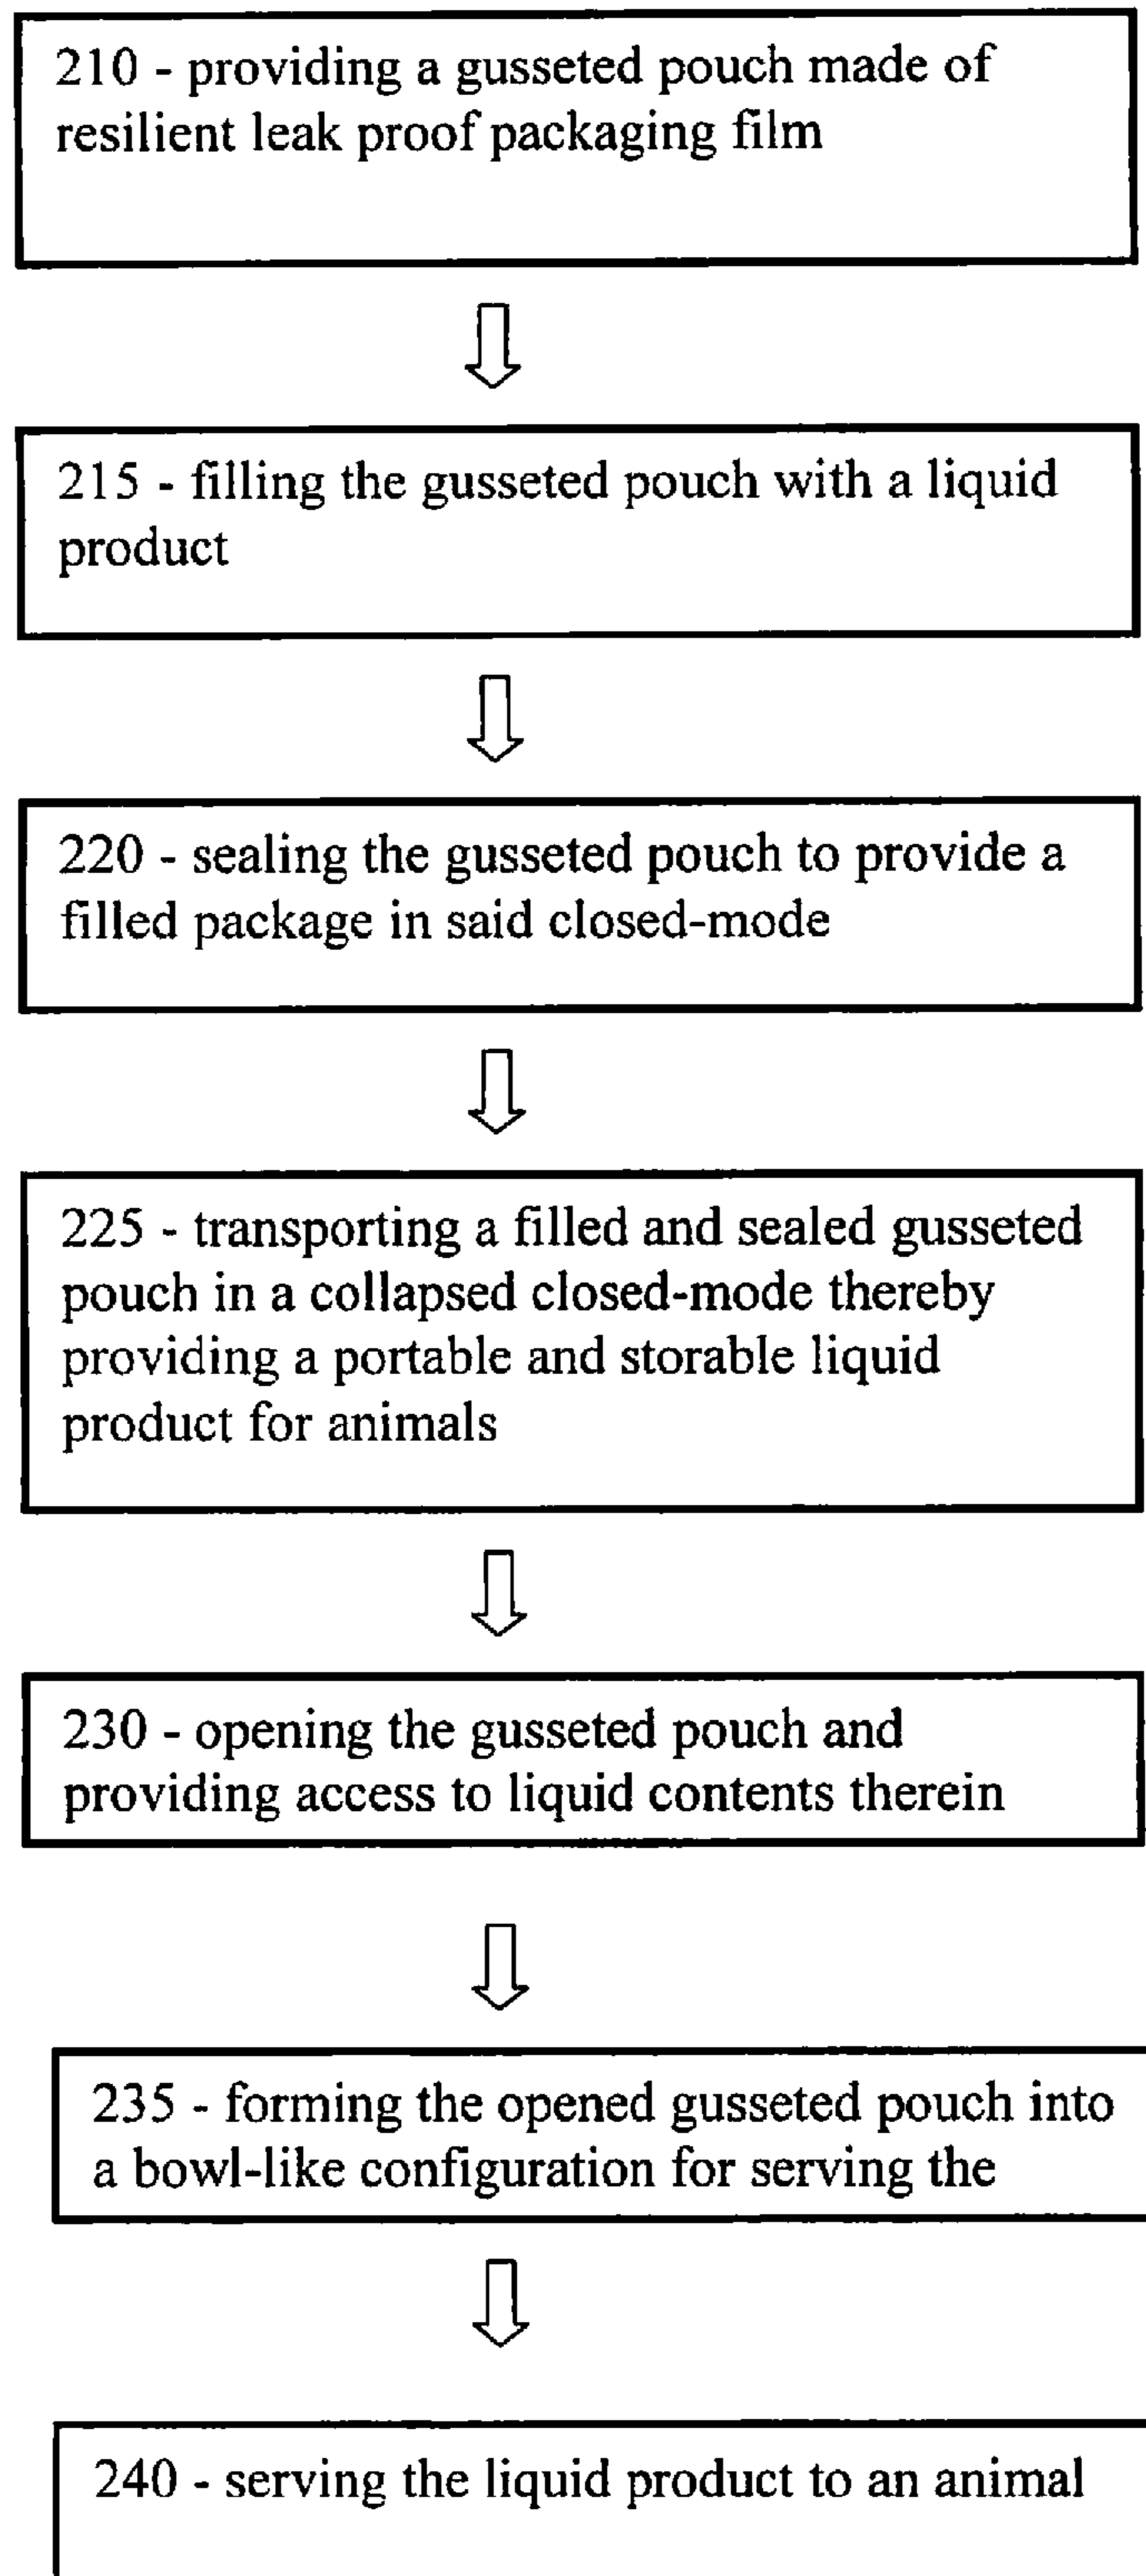 210 - providing a gusseted pouch made of
resilient leak proof packaging film
215 - filling the gusseted pouch with a liquid
product
220 - sealing the gusseted pouch to provide a
filled package in said closed-mode
225 - transporting a filled and sealed gusseted
pouch in a collapsed closed-mode thereby
providing a portable and storable liquid
product for animals
230 - opening the gusseted pouch and
providing access to liquid contents therein
235 - forming the opened gusseted pouch into
a bowl-like configuration for serving the
240 - serving the liquid product to an animal